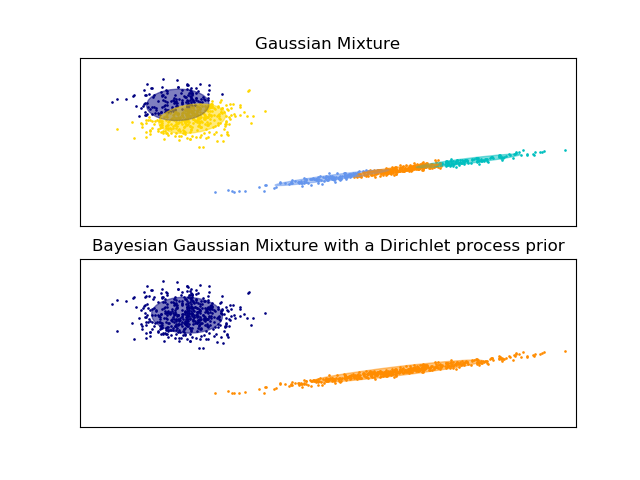 Gaussian Mixture
Bayesian Gaussian Mixture with a Dirichlet process prior